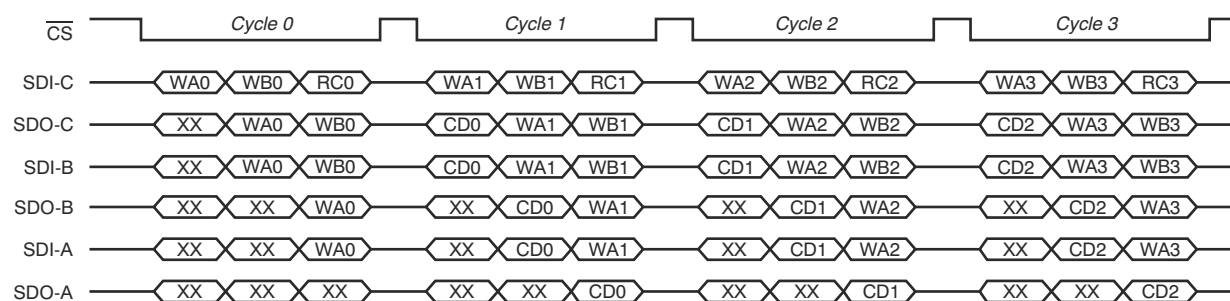 CS Cycle 0 Cycle 1 Cycle 2 Cycle 3
SDI-C WA0 WB0 RC0 WA1 WB1 RC1 WA2 WB2 RC2 WA3 WB3 RC3
SDO-C XX WA0 WB0 CD0 WA1 WB1 CD1 WA2 WB2 CD2 WA3 WB3
SDI-B XX WA0 WB0 CD0 WA1 WB1 CD1 WA2 WB2 CD2 WA3 WB3
SDO-B XX XX WA0 XX CD0 WA1 XX CD1 WA2 XX CD2 WA3
SDI-A XX XX WA0 XX CD0 WA1 XX CD1 WA2 XX CD2 WA3
SDO-A XX XX XX XX XX CD0 XX XX CD1 XX XX CD2